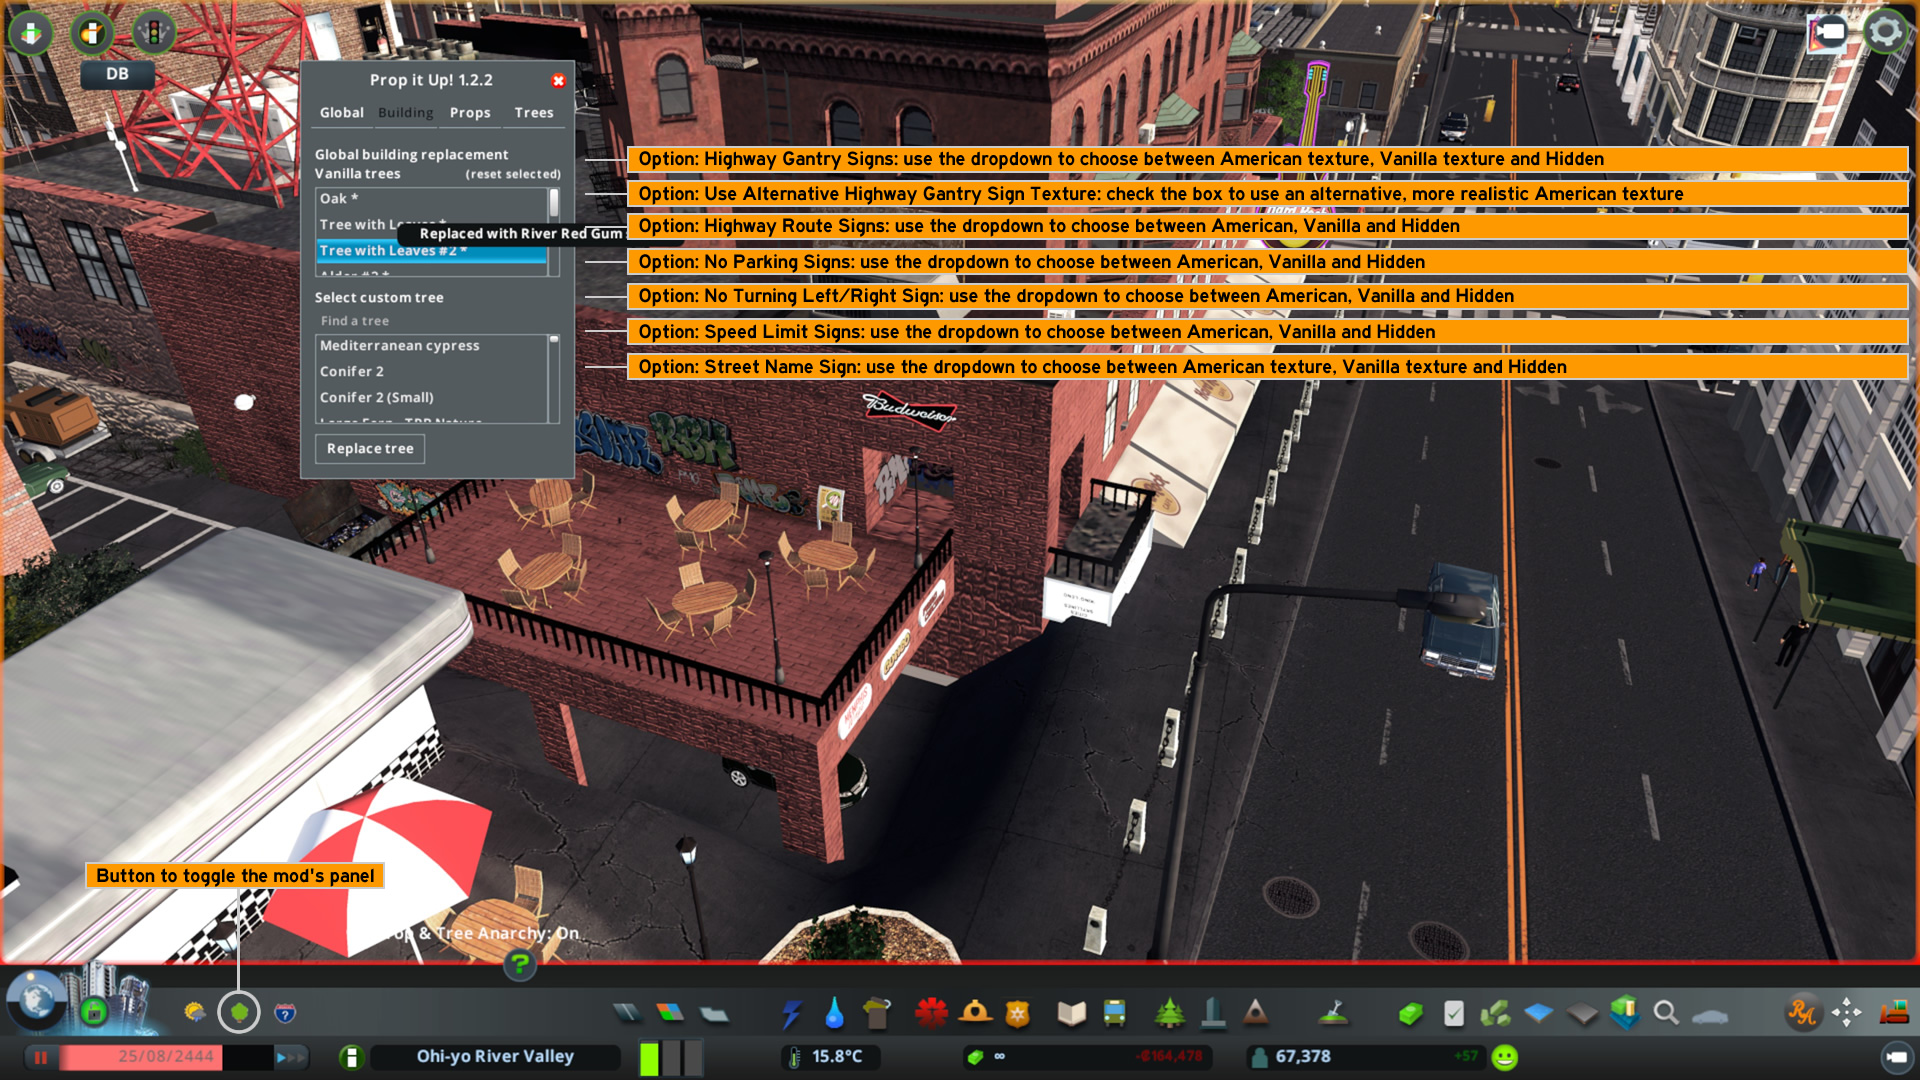 DB
Prop it Up! 1.2.2
Global Building Props Trees
Global building replacement
Vanilla trees (reset selected)
Oak *
Tree with Leaves *
Replaced with River Red Gum
Tree with Leaves #2 *
Alder #2 *
Select custom tree
Find a tree
Mediterranean cypress
Conifer 2
Conifer 2 (Small)
Replace tree
Option: Highway Gantry Signs: use the dropdown to choose between American texture, Vanilla texture and Hidden
Option: Use Alternative Highway Gantry Sign Texture: check the box to use an alternative, more realistic American texture
Option: Highway Route Signs: use the dropdown to choose between American, Vanilla and Hidden
Option: No Parking Signs: use the dropdown to choose between American, Vanilla and Hidden
Option: No Turning Left/Right Sign: use the dropdown to choose between American, Vanilla and Hidden
Option: Speed Limit Signs: use the dropdown to choose between American, Vanilla and Hidden
Option: Street Name Sign: use the dropdown to choose between American texture, Vanilla texture and Hidden
Budweiser
Button to toggle the mod's panel
& Tree Anarchy: On
?
25/08/2444
Ohi-yo River Valley
15.8°C
∞
-₡164,478
67,378
+57